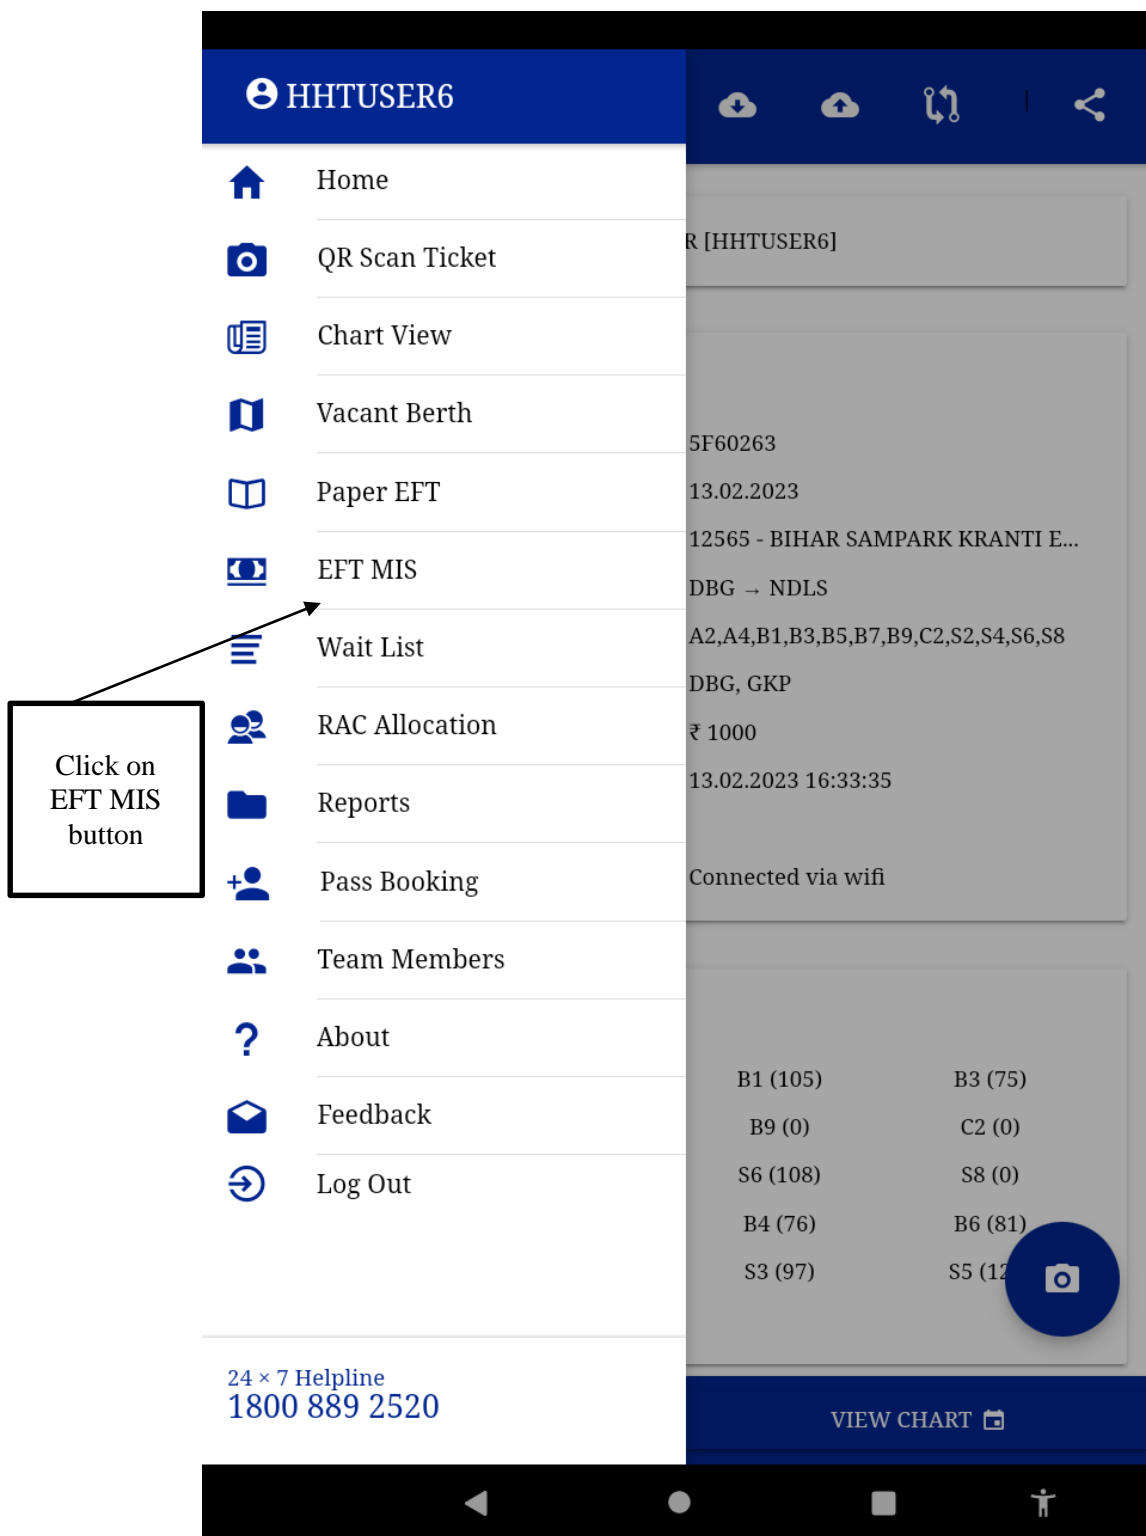 HHTUSER6
Home
QR Scan Ticket
Chart View
Vacant Berth
Paper EFT
EFT MIS
Wait List
RAC Allocation
Reports
Pass Booking
Team Members
About
Feedback
Log Out
24 × 7 Helpline
1800 889 2520
Click on
EFT MIS
button
R [HHTUSER6]
5F60263
13.02.2023
12565 - BIHAR SAMPARK KRANTI E...
DBG → NDLS
A2,A4,B1,B3,B5,B7,B9,C2,S2,S4,S6,S8
DBG, GKP
₹ 1000
13.02.2023 16:33:35
Connected via wifi
B1 (105) B3 (75)
B9 (0) C2 (0)
S6 (108) S8 (0)
B4 (76) B6 (81)
S3 (97) S5 (12
VIEW CHART